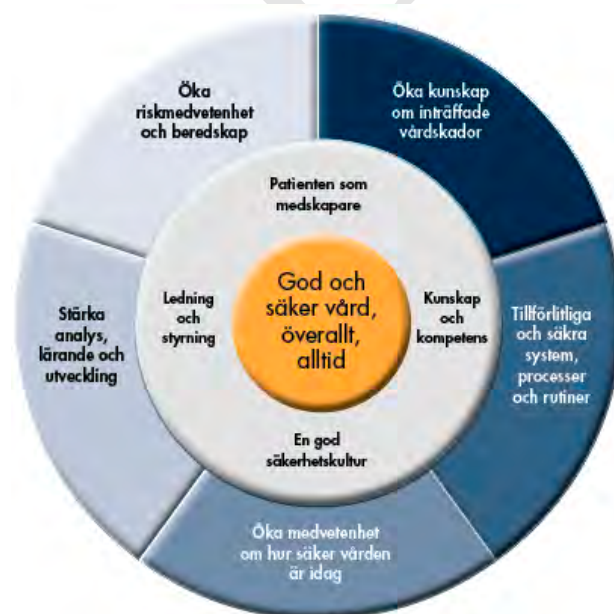 Öka
riskmedvetenhet
och beredskap
Öka kunskap
om inträffade
vårdskador
Patienten som
medskapare
God och
säker vård,
överallt,
alltid
Ledning
och
styrning
Kunskap
och
kompetens
Stärka
analys,
lärande och
utveckling
Tillförlitliga
och säkra
system,
processer
och rutiner
En god
säkerhetskultur
Öka medvetenhet
om hur säker vården
är idag